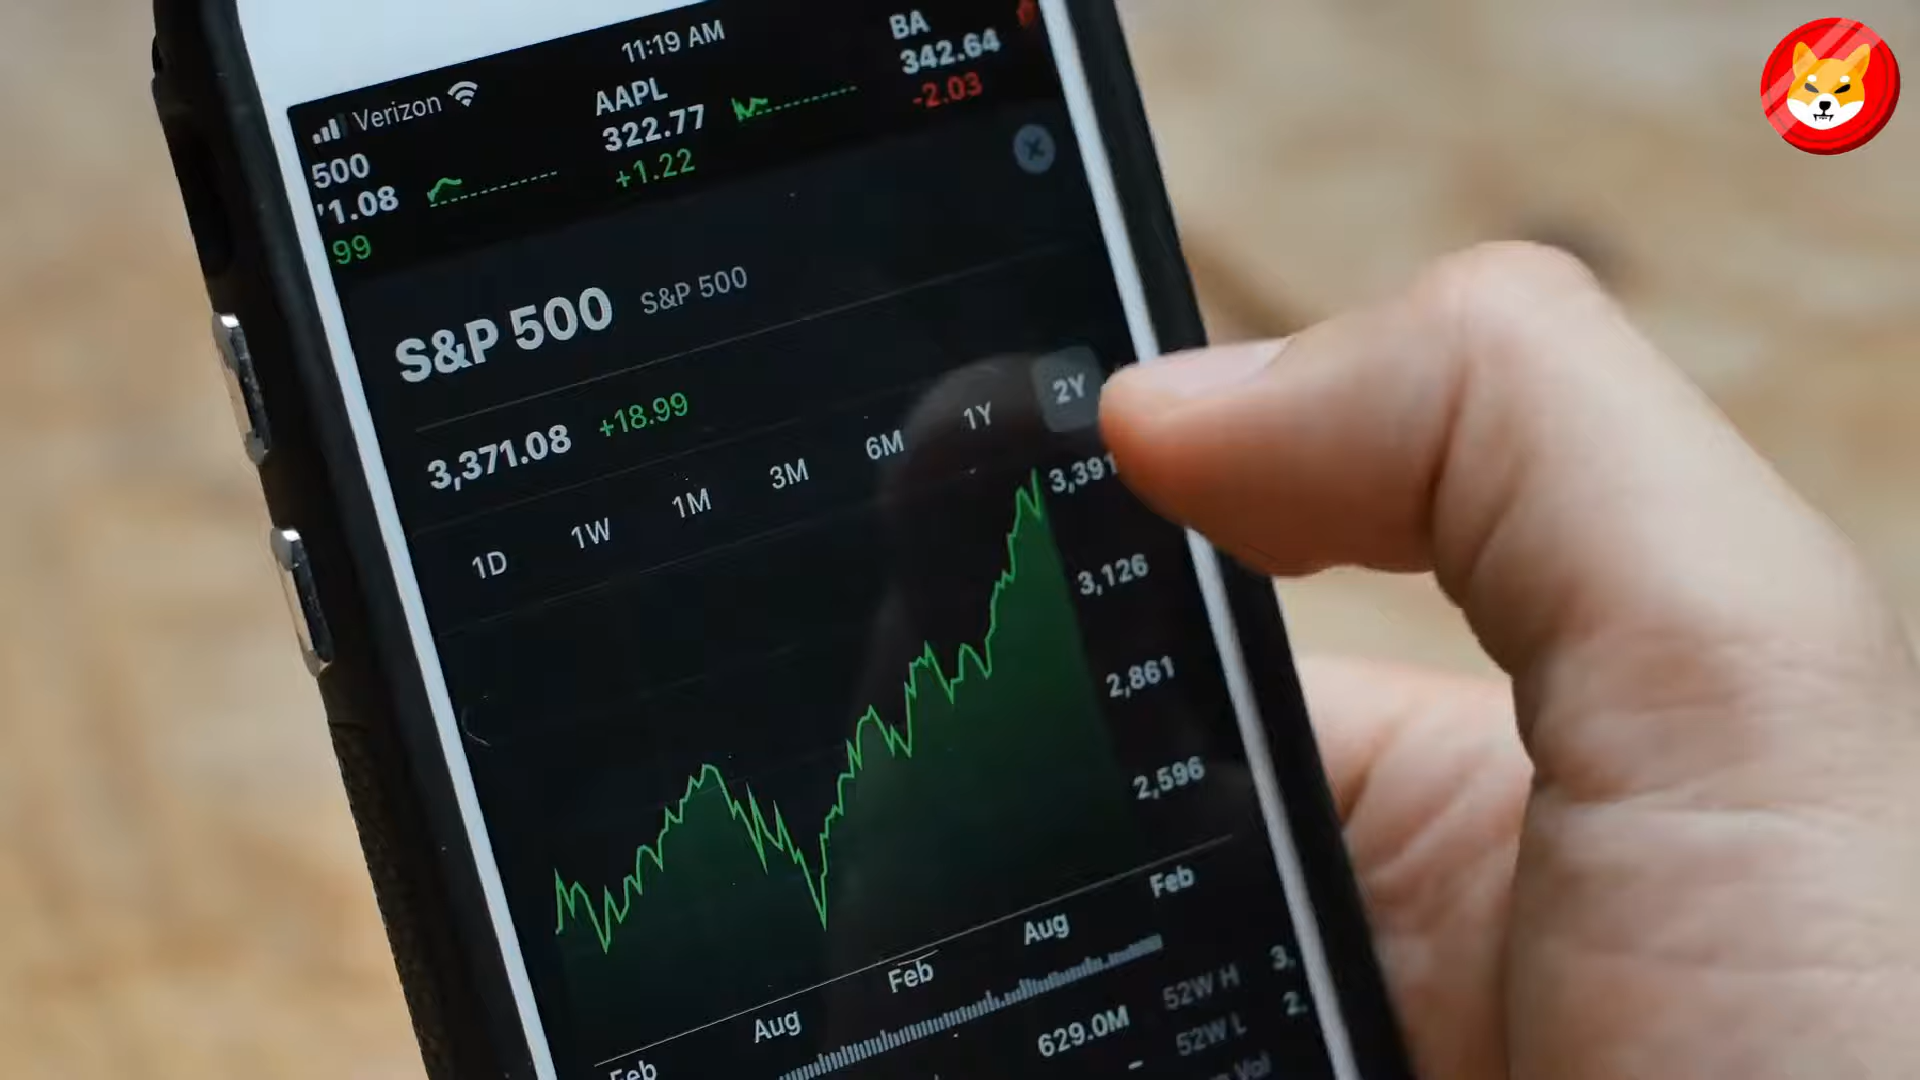 11:19 AM
Verizon
500
'1.08
99
AAPL
322.77
+1.22
BA
342.64
-2.03
S&P 500 S&P 500
3,371.08 +18.99
1D 1W 1M 3M 6M 1Y 2Y
3,391
3,126
2,861
2,596
Feb Aug Feb Aug Feb
629.0M
52W H 3,
52W L 2.